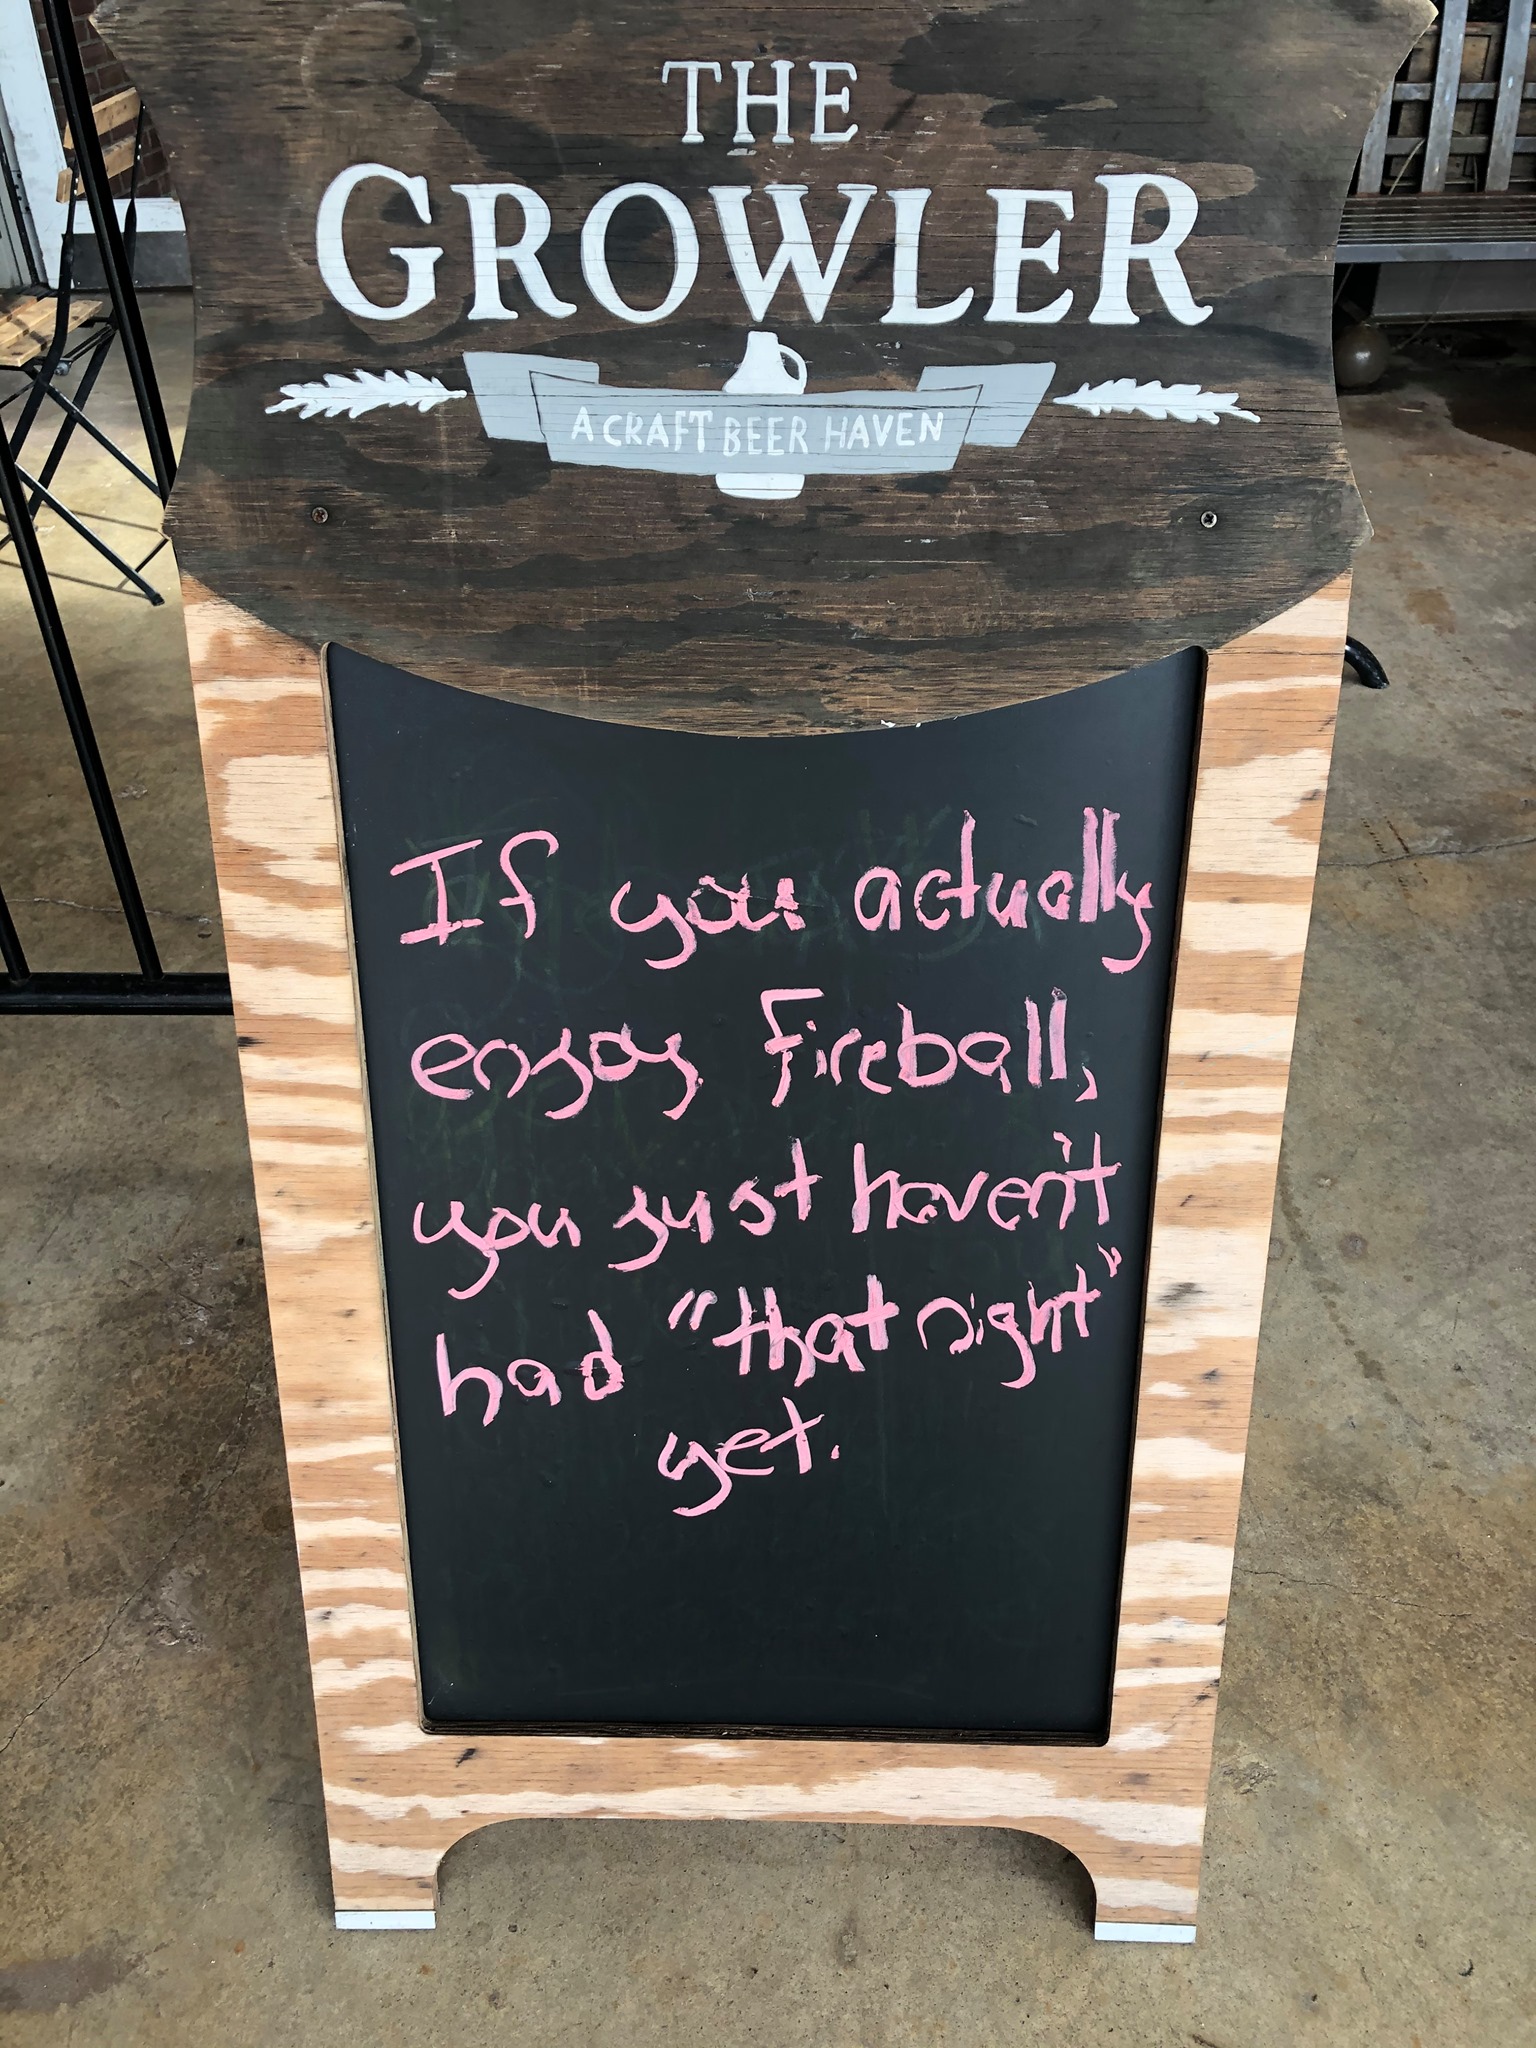 THE
GROWLER
A CRAFT BEER HAVEN
If you actually
enjoy Fireball,
you just haven't
had "that night"
yet.